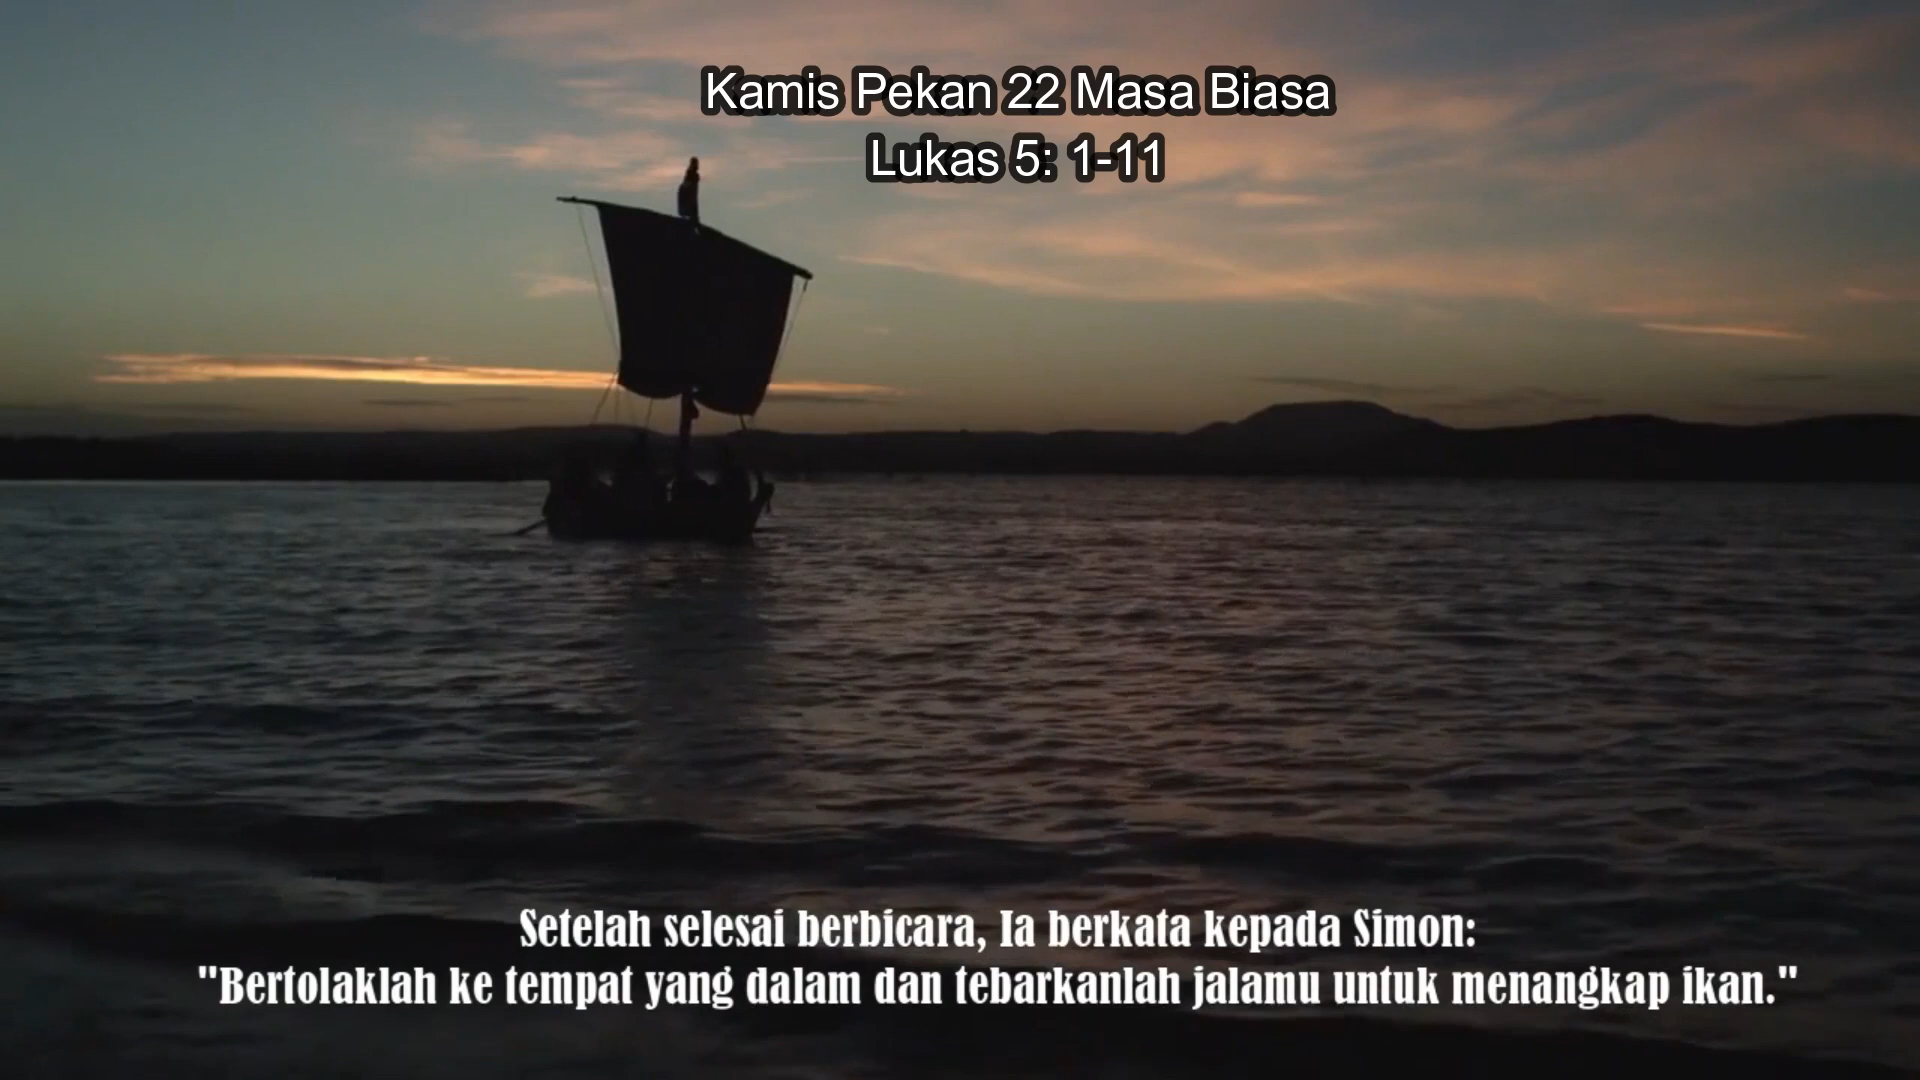 Kamis Pekan 22 Masa Biasa
Lukas 5: 1-11
Setelah selesai berbicara, Ia berkata kepada Simon:
"Bertolaklah ke tempat yang dalam dan tebarkanlah jalamu untuk menangkap ikan."